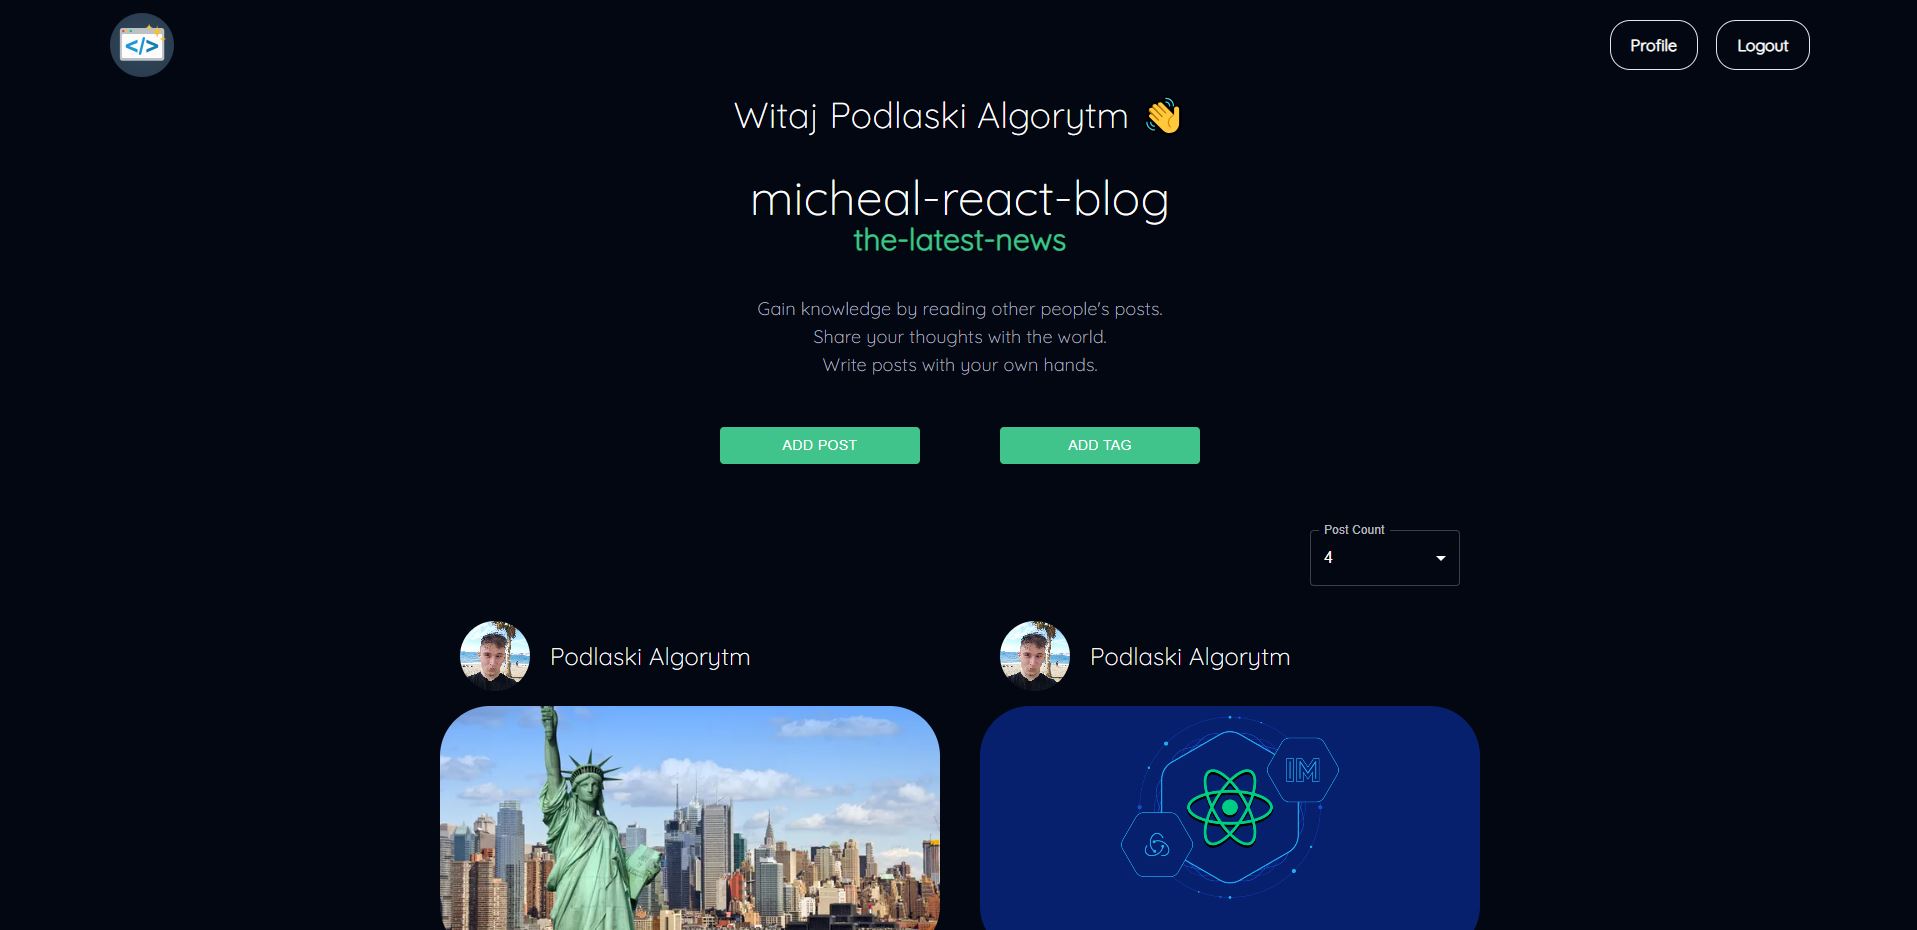 </>
Profile
Logout
Witaj Podlaski Algorytm 👋
micheal-react-blog
the-latest-news
Gain knowledge by reading other people's posts.
Share your thoughts with the world.
Write posts with your own hands.
ADD POST
ADD TAG
Post Count
4
Podlaski Algorytm
Podlaski Algorytm
IM